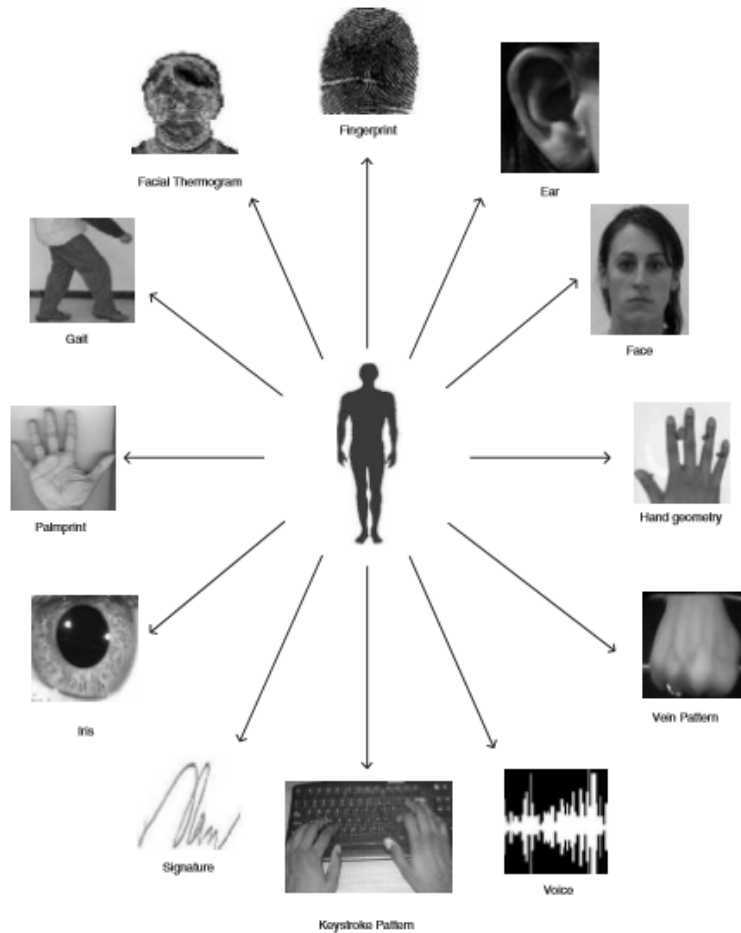 Fingerprint
Facial Thermogram
Ear
Gait
Face
Palmprint
Hand geometry
Iris
Vein Pattern
Signature
Voice
Keystroke Pattern